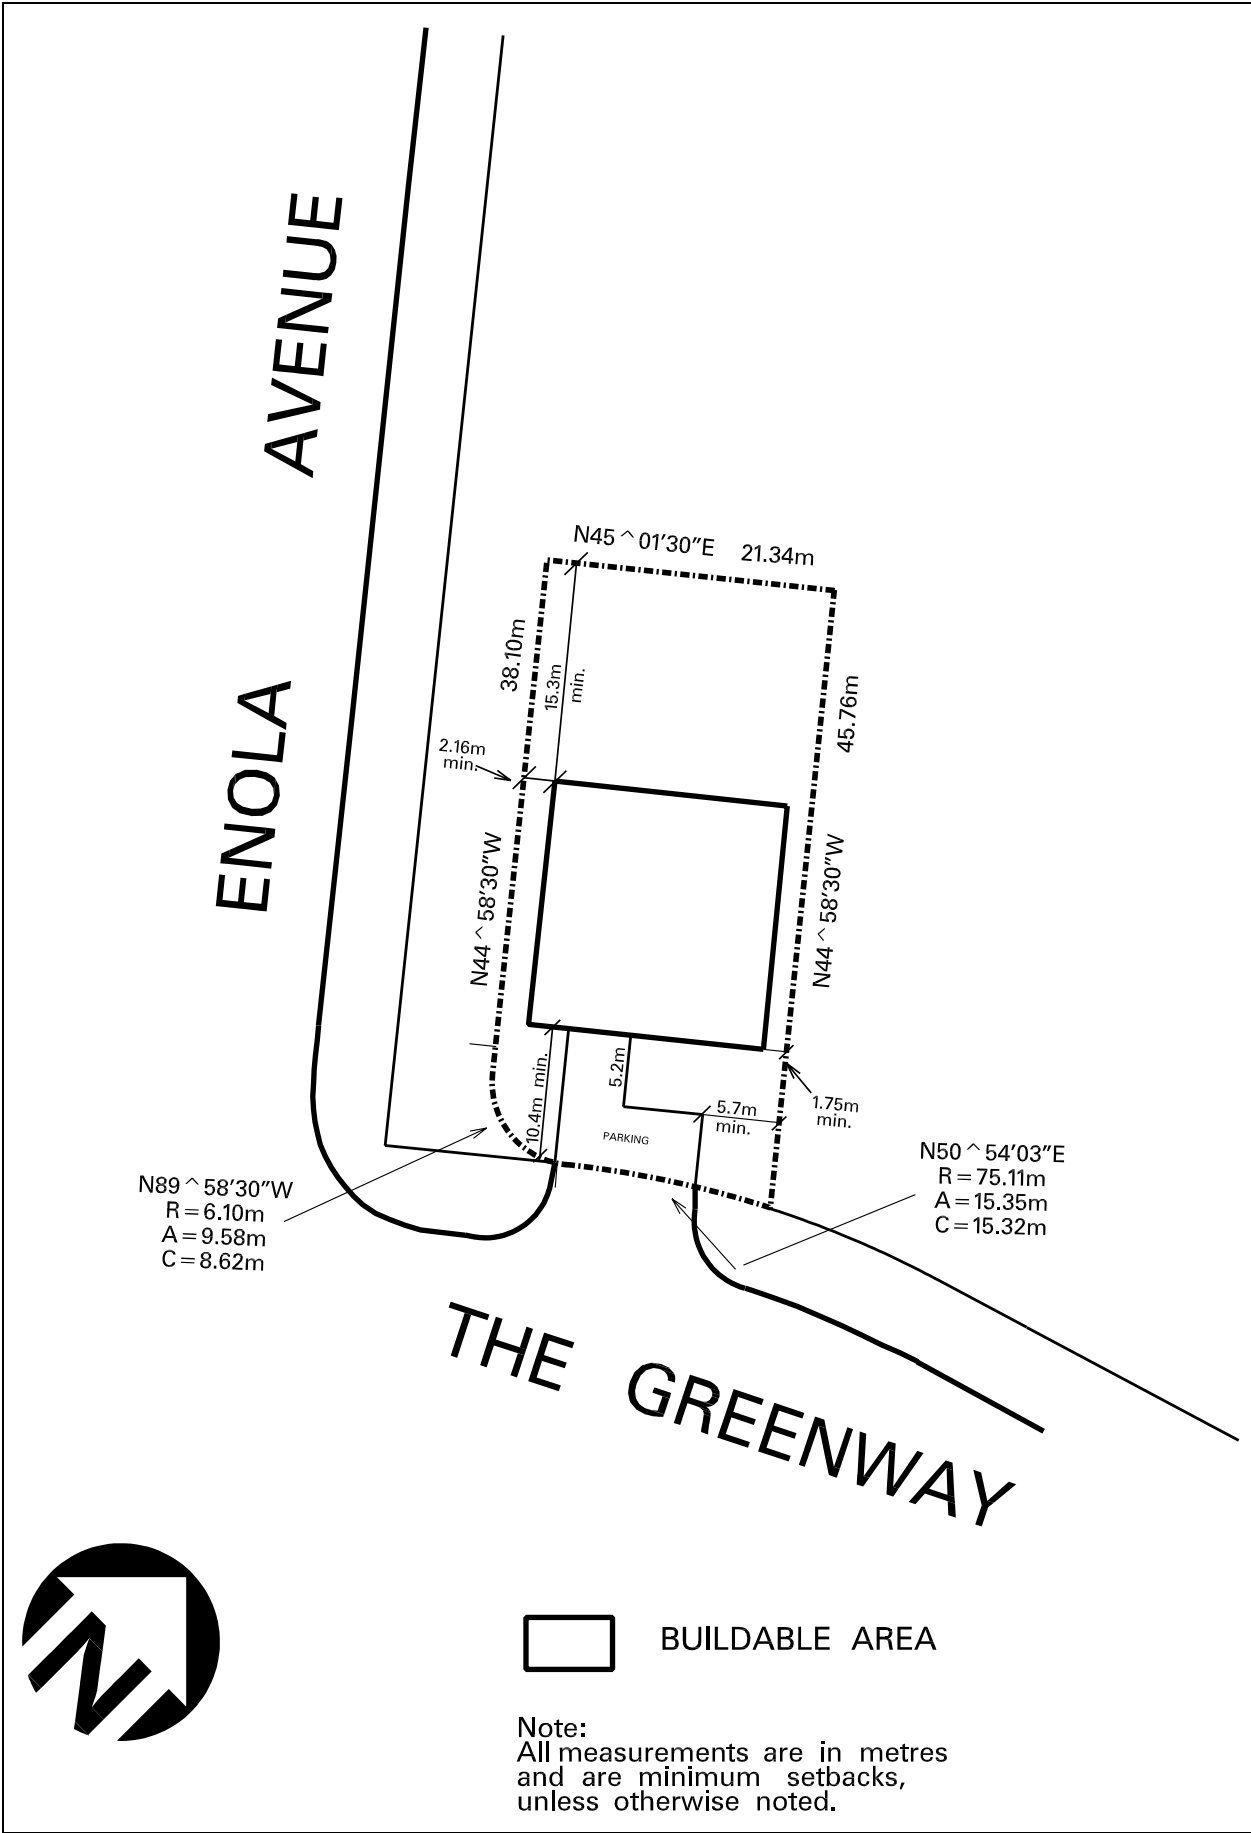 ENOLA AVENUE
N45^01'30"E 21.34m
38.10m
15.3m
min.
45.76m
2.16m
min.
N44^58'30"W
N44^58'30"W
10.4m min.
5.2m
PARKING
5.7m
min.
1.75m
min.
N89^58'30"W
R=6.10m
A=9.58m
C=8.62m
N50^54'03"E
R=75.11m
A=15.35m
C=15.32m
THE GREENWAY
N
BUILDABLE AREA
Note:
All measurements are in metres
and are minimum setbacks,
unless otherwise noted.